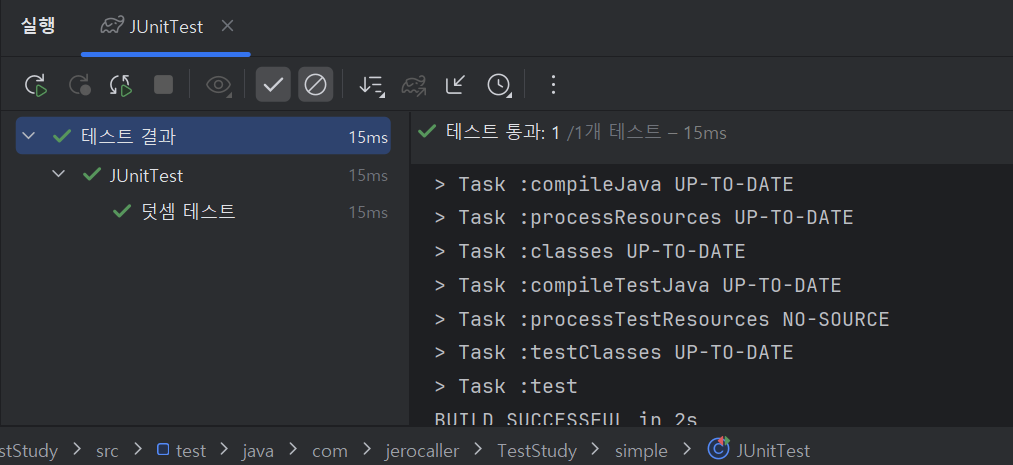 실행 JUnitTest
테스트 결과 15ms
JUnitTest 15ms
덧셈 테스트 15ms
테스트 통과: 1 /1개 테스트 – 15ms
> Task :compileJava UP-TO-DATE
> Task :processResources UP-TO-DATE
> Task :classes UP-TO-DATE
> Task :compileTestJava UP-TO-DATE
> Task :processTestResources NO-SOURCE
> Task :testClasses UP-TO-DATE
> Task :test
BUILD SUCCESSFUL in 2s
stStudy > src > test > java > com > jerocaller > TestStudy > simple > JUnitTest